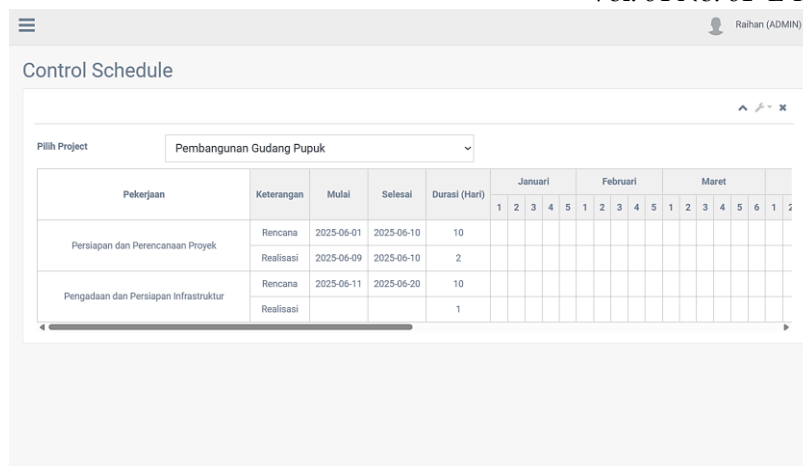 Raihan (ADMIN)
Control Schedule
Pilih Project Pembangunan Gudang Pupuk
Pekerjaan Keterangan Mulai Selesai Durasi (Hari) Januari Februari Maret
1 2 3 4 5 1 2 3 4 5 1 2 3 4 5 6 1 2
Persiapan dan Perencanaan Proyek Rencana 2025-06-01 2025-06-10 10
Realisasi 2025-06-09 2025-06-10 2
Pengadaan dan Persiapan Infrastruktur Rencana 2025-06-11 2025-06-20 10
Realisasi 1